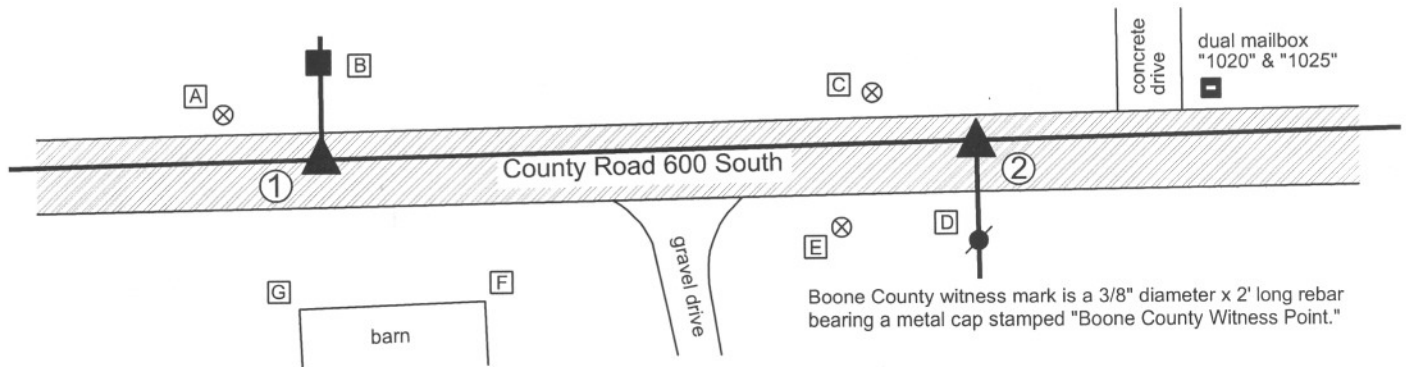 concrete
drive
dual mailbox
"1020" & "1025"
B
A
C
County Road 600 South
1
2
E
D
gravel drive
G
F
barn
Boone County witness mark is a 3/8" diameter x 2' long rebar
bearing a metal cap stamped "Boone County Witness Point."